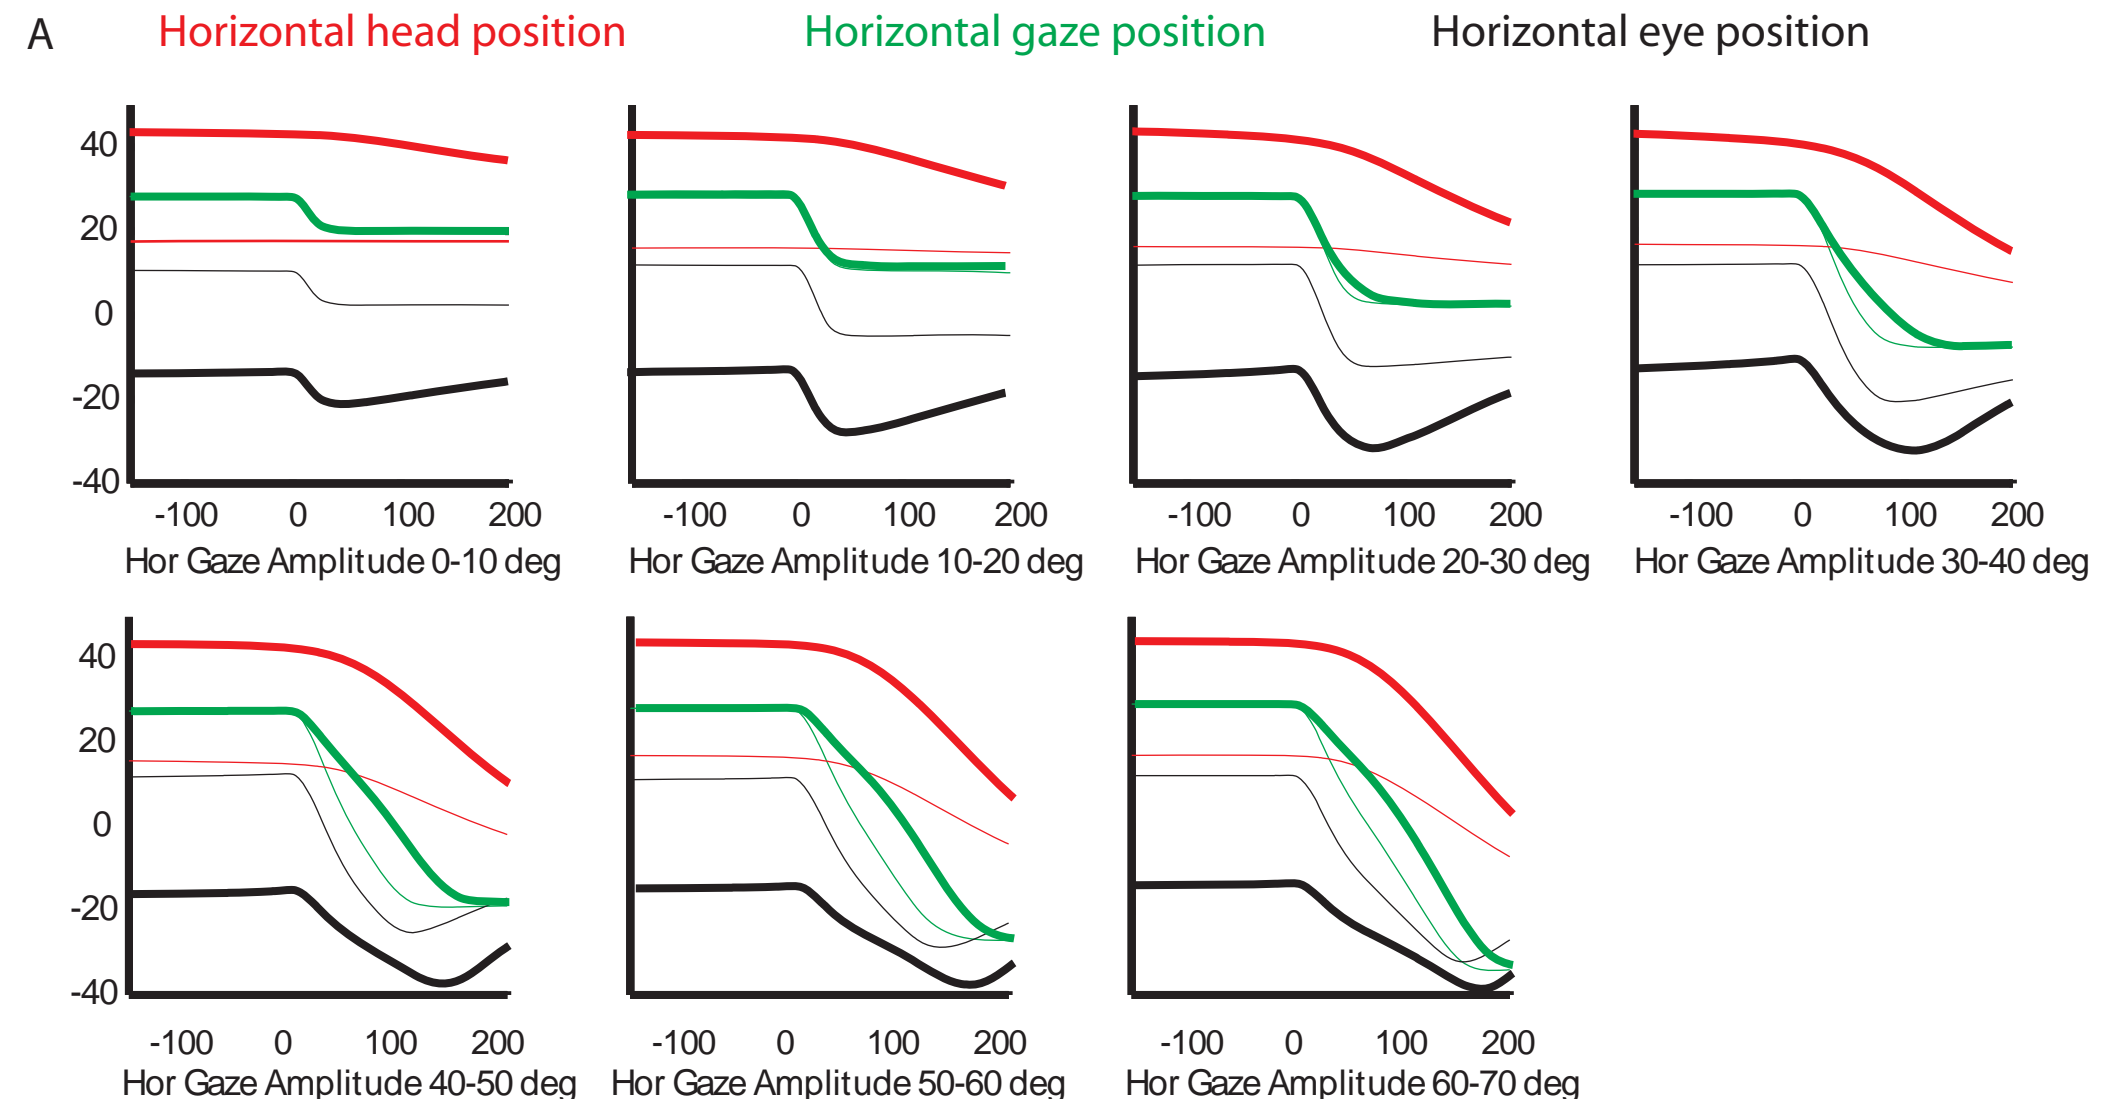 A Horizontal head position Horizontal gaze position Horizontal eye position
40
20
0
-20
-40
-100 0 100 200 -100 0 100 200 -100 0 100 200 -100 0 100 200
Hor Gaze Amplitude 0-10 deg Hor Gaze Amplitude 10-20 deg Hor Gaze Amplitude 20-30 deg Hor Gaze Amplitude 30-40 deg
40
20
0
-20
-40
-100 0 100 200 -100 0 100 200 -100 0 100 200
Hor Gaze Amplitude 40-50 deg Hor Gaze Amplitude 50-60 deg Hor Gaze Amplitude 60-70 deg